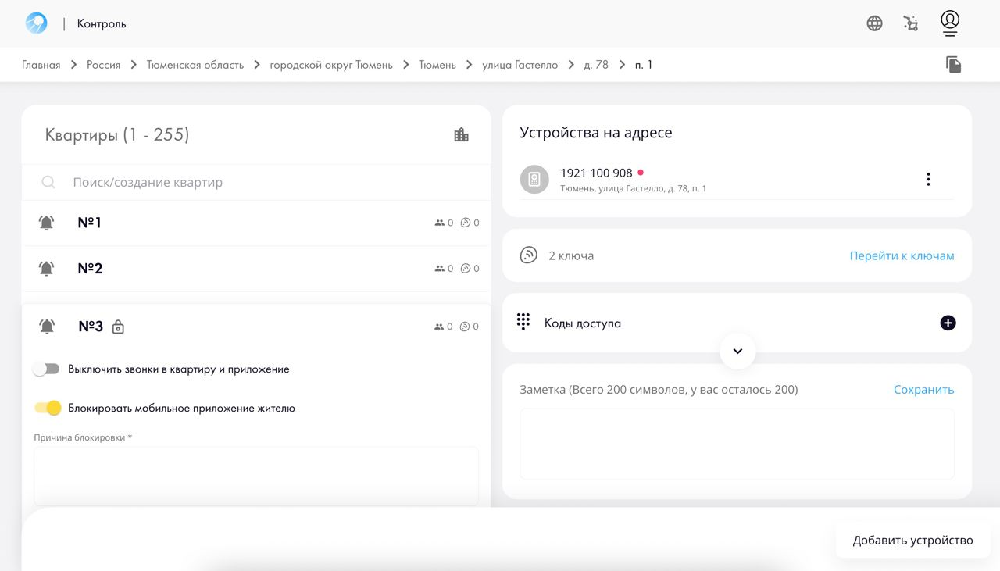 Контроль
Главная
Россия
Тюменская область
городской округ Тюмень
Тюмень
улица Гастелло
д. 78
п. 1
Квартиры (1 - 255)
Поиск/создание квартир
№1
0
0
№2
0
0
№3
0
0
Выключить звонки в квартиру и приложение
Блокировать мобильное приложение жителю
Причина блокировки *
Устройства на адресе
1921 100 908
Тюмень, улица Гастелло, д. 78, п. 1
2 ключа
Перейти к ключам
Коды доступа
Заметка (Всего 200 символов, у вас осталось 200)
Сохранить
Добавить устройство